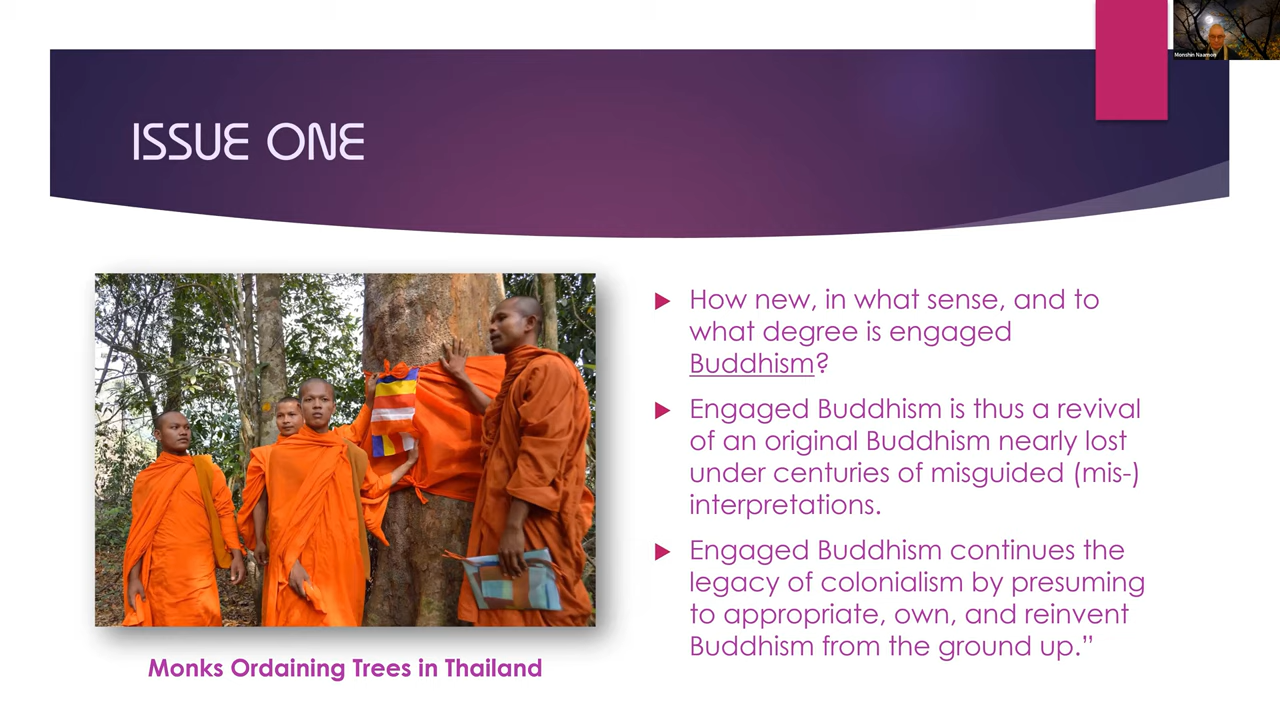 Monshin Naamon
ISSUE ONE
How new, in what sense, and to
what degree is engaged
Buddhism?
Engaged Buddhism is thus a revival
of an original Buddhism nearly lost
under centuries of misguided (mis-)
interpretations.
Engaged Buddhism continues the
legacy of colonialism by presuming
to appropriate, own, and reinvent
Buddhism from the ground up.”
Monks Ordaining Trees in Thailand